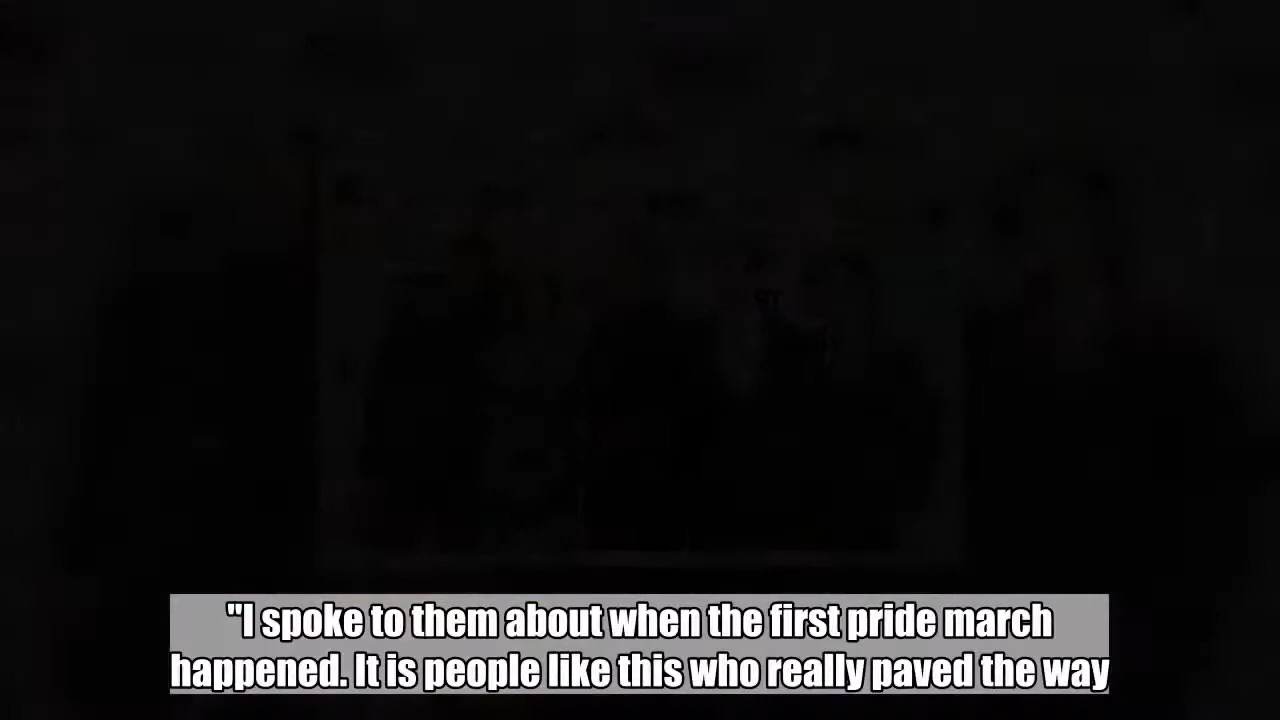 "I spoke to them about when the first pride march
happened. It is people like this who really paved the way